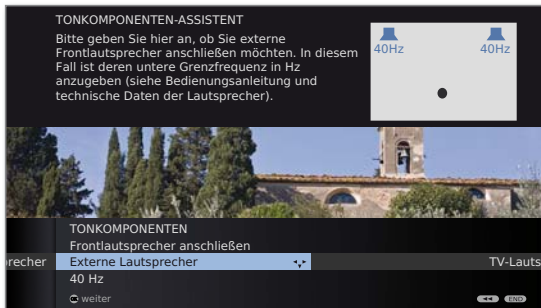 TONKOMPONENTEN-ASSISTENT
Bitte geben Sie hier an, ob Sie externe
Frontlautsprecher anschließen möchten. In diesem
Fall ist deren untere Grenzfrequenz in Hz
anzugeben (siehe Bedienungsanleitung und
technische Daten der Lautsprecher).
40Hz 40Hz
TONKOMPONENTEN
Frontlautsprecher anschließen
recher Externe Lautsprecher TV-Lauts
40 Hz
OK weiter END